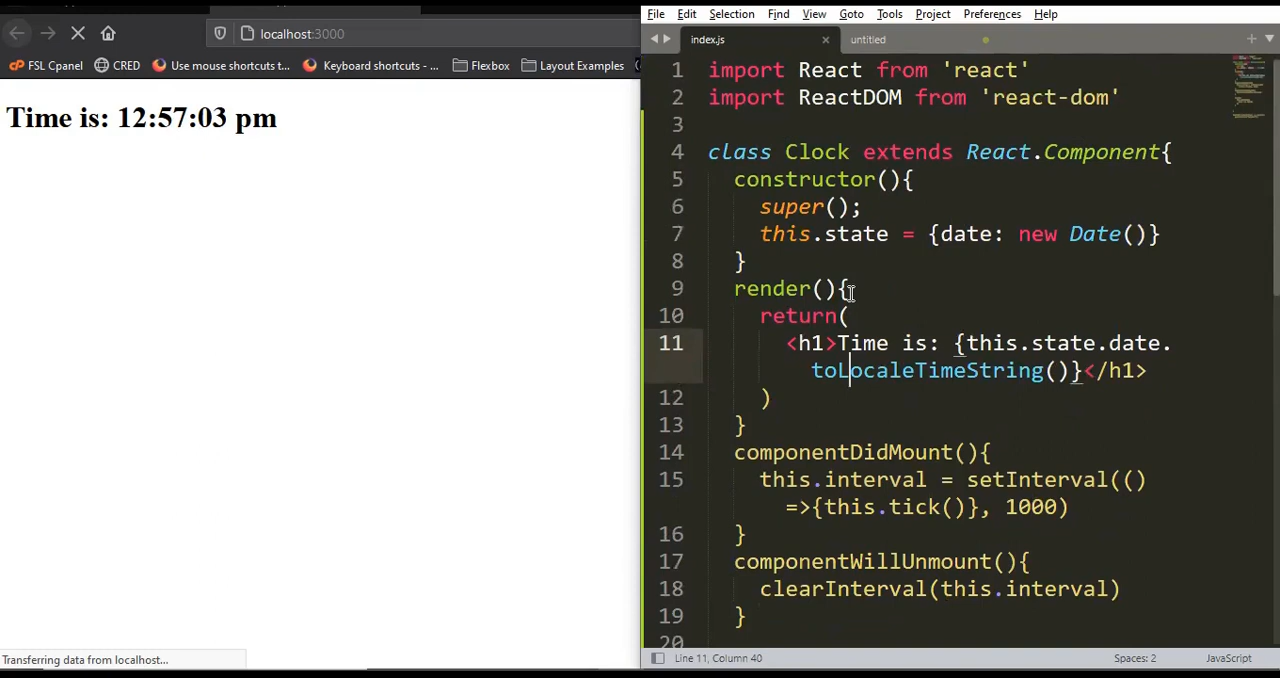 localhost:3000
FSL Cpanel
CRED
Use mouse shortcuts t...
Keyboard shortcuts - ...
Flexbox
Layout Examples
Time is: 12:57:03 pm
Transferring data from localhost...
File Edit Selection Find View Goto Tools Project Preferences Help
index.js
untitled
1 import React from 'react'
2 import ReactDOM from 'react-dom'
3
4 class Clock extends React.Component{
5 constructor(){
6 super();
7 this.state = {date: new Date()}
8 }
9 render(){
10 return(
11 <h1>Time is: {this.state.date.
toLocaleTimeString()}</h1>
12 )
13 }
14 componentDidMount(){
15 this.interval = setInterval(()
=>{this.tick()}, 1000)
16 }
17 componentWillUnmount(){
18 clearInterval(this.interval)
19 }
20
Line 11, Column 40
Spaces: 2
JavaScript